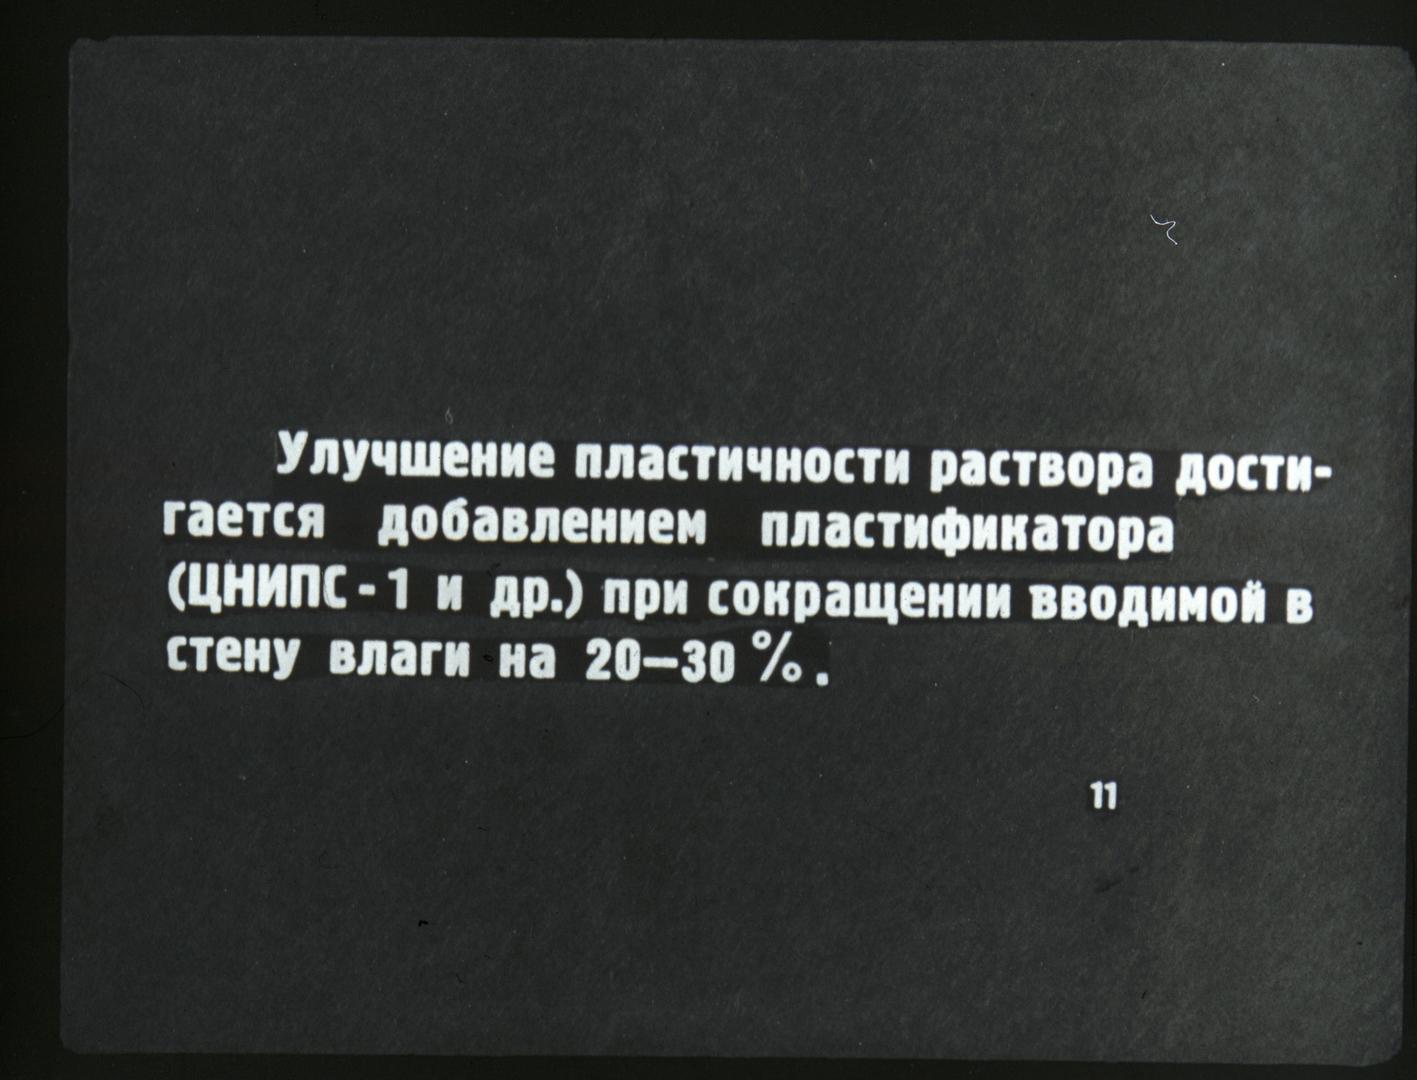 Улучшение пластичности раствора дости-
гается добавлением пластификатора
(ЦНИПС-1 и др.) при сокращении вводимой в
стену влаги на 20—30 %.
11